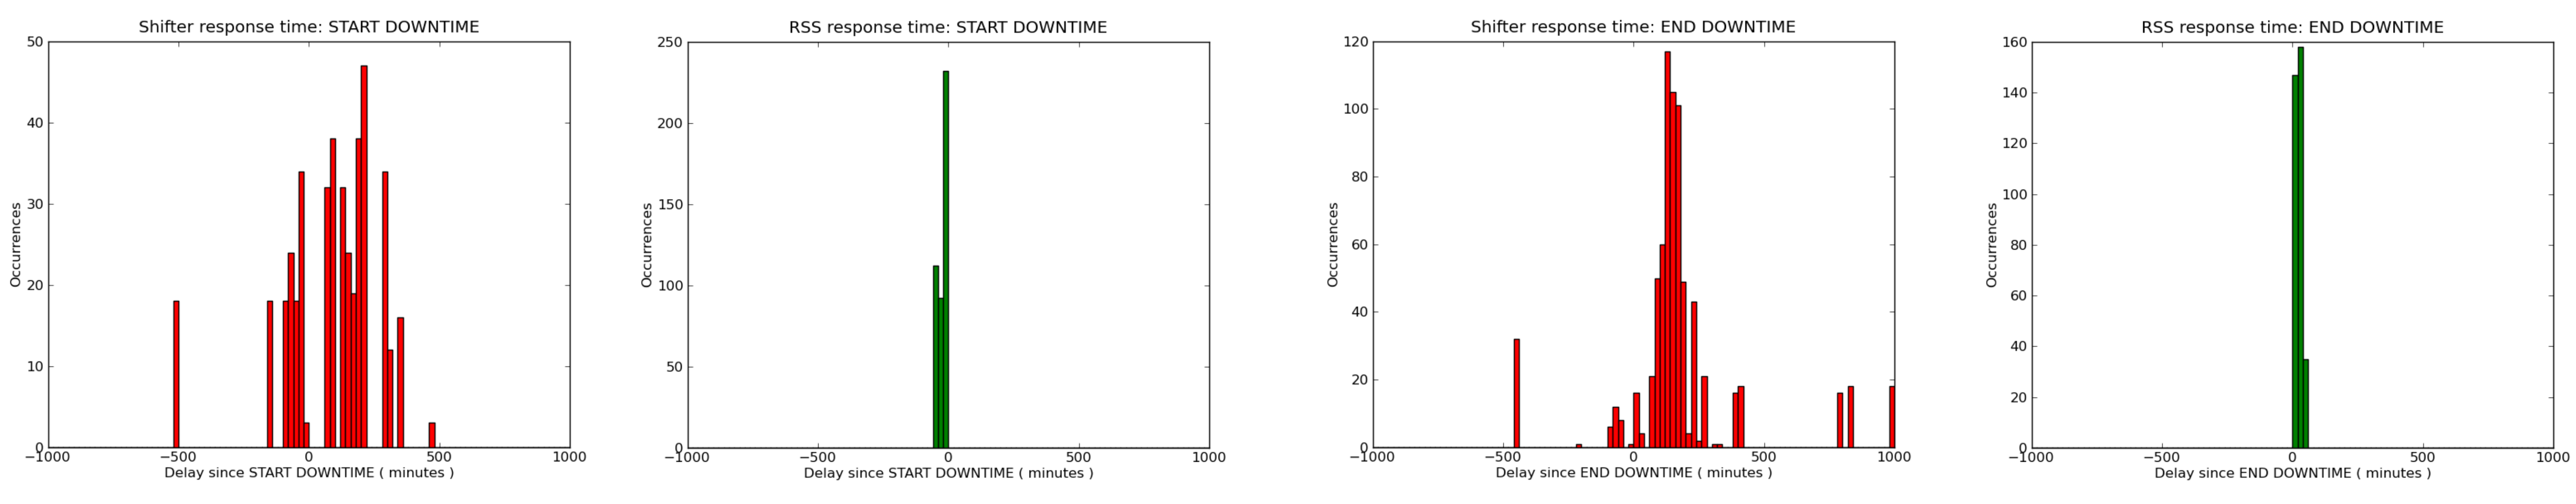 Shifter response time: START DOWNTIME
50
40
30
20
10
0
Occurrences
−1000 −500 0 500 1000
Delay since START DOWNTIME ( minutes )
RSS response time: START DOWNTIME
250
200
150
100
50
0
Occurrences
−1000 −500 0 500 1000
Delay since START DOWNTIME ( minutes )
Shifter response time: END DOWNTIME
120
100
80
60
40
20
0
Occurrences
−1000 −500 0 500 1000
Delay since END DOWNTIME ( minutes )
RSS response time: END DOWNTIME
160
140
120
100
80
60
40
20
0
Occurrences
−1000 −500 0 500 1000
Delay since END DOWNTIME ( minutes )